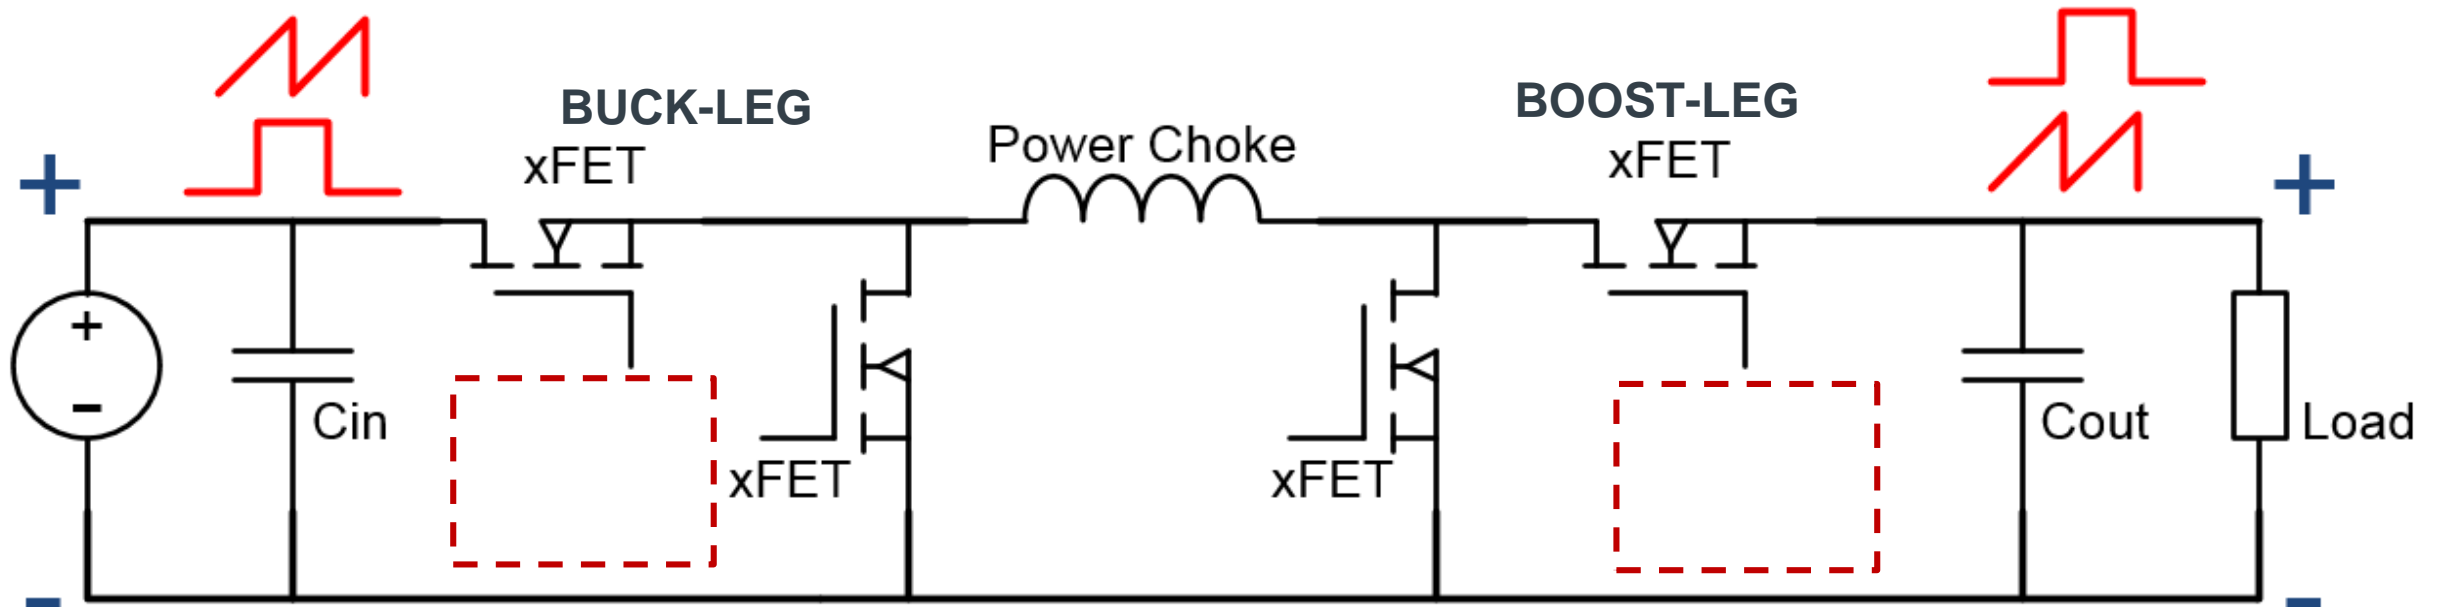 BUCK-LEG
BOOST-LEG
xFET
Power Choke
xFET
+
+
+
-
Cin
xFET
xFET
Cout
Load
-
-